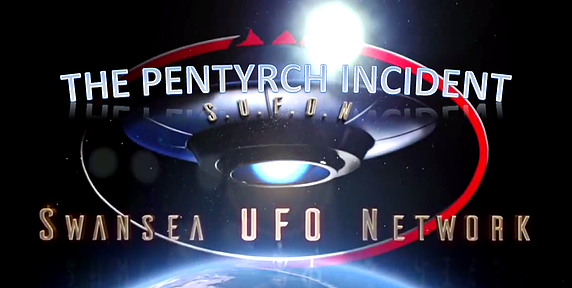 THE PENTYRCH INCIDENT
S.U.F.O.N
SWANSEA UFO NETWORK